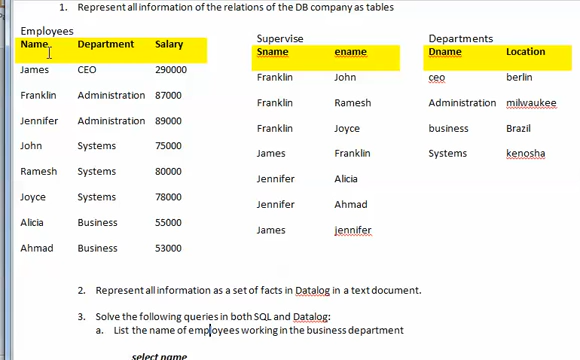 1. Represent all information of the relations of the DB company as tables
Employees
Name Department Salary
James CEO 290000
Franklin Administration 87000
Jennifer Administration 89000
John Systems 75000
Ramesh Systems 80000
Joyce Systems 78000
Alicia Business 55000
Ahmad Business 53000
Supervise
Sname ename
Franklin John
Franklin Ramesh
Franklin Joyce
James Franklin
Jennifer Alicia
Jennifer Ahmad
James jennifer
Departments
Dname Location
ceo berlin
Administration milwaukee
business Brazil
Systems kenosha
2. Represent all information as a set of facts in Datalog in a text document.
3. Solve the following queries in both SQL and Datalog:
a. List the name of employees working in the business department
select name